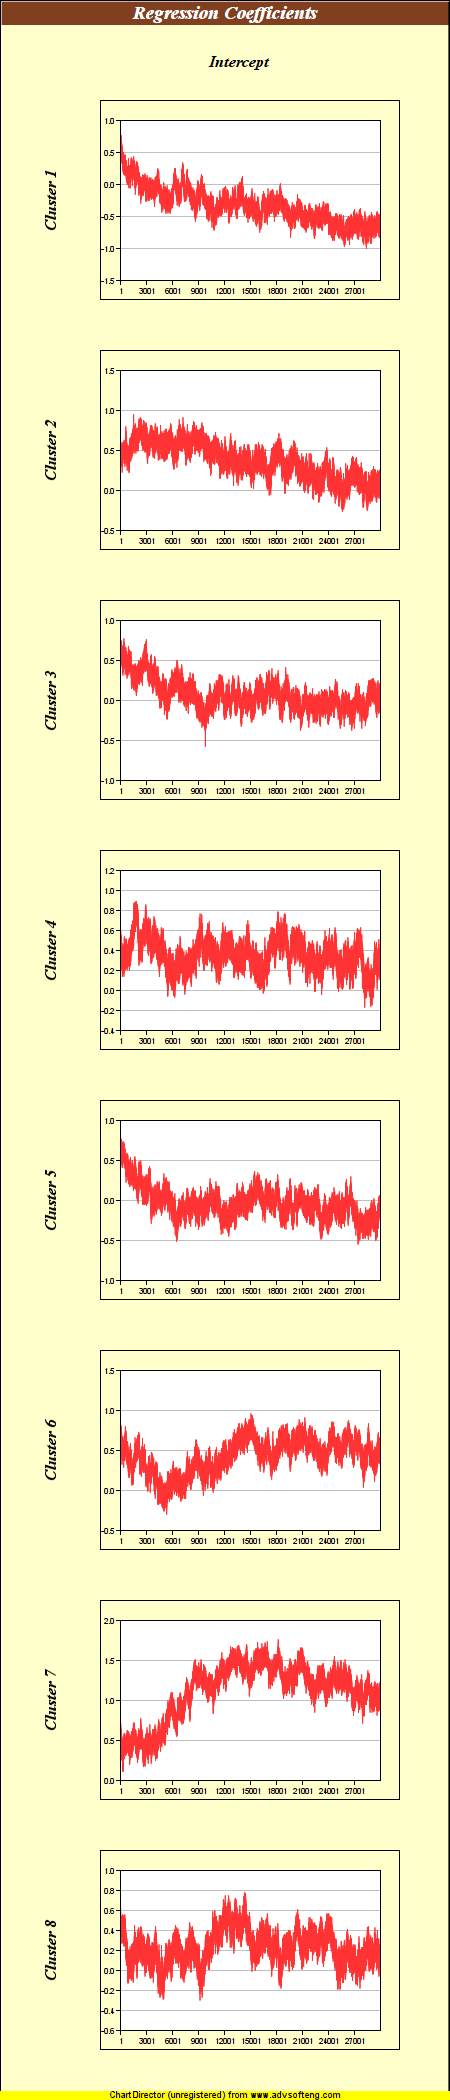 Regression Coefficients
Intercept
Cluster 1
1.0
0.5
0.0
-0.5
-1.0
-1.5
1 3001 6001 9001 12001 15001 18001 21001 24001 27001
Cluster 2
1.5
1.0
0.5
0.0
-0.5
1 3001 6001 9001 12001 15001 18001 21001 24001 27001
Cluster 3
1.0
0.5
0.0
-0.5
-1.0
1 3001 6001 9001 12001 15001 18001 21001 24001 27001
Cluster 4
1.2
1.0
0.8
0.6
0.4
0.2
0.0
-0.2
-0.4
1 3001 6001 9001 12001 15001 18001 21001 24001 27001
Cluster 5
1.0
0.5
0.0
-0.5
-1.0
1 3001 6001 9001 12001 15001 18001 21001 24001 27001
Cluster 6
1.5
1.0
0.5
0.0
-0.5
1 3001 6001 9001 12001 15001 18001 21001 24001 27001
Cluster 7
2.0
1.5
1.0
0.5
0.0
1 3001 6001 9001 12001 15001 18001 21001 24001 27001
Cluster 8
1.0
0.8
0.6
0.4
0.2
0.0
-0.2
-0.4
-0.6
1 3001 6001 9001 12001 15001 18001 21001 24001 27001
ChartDirector (unregistered) from www.advsofteng.com